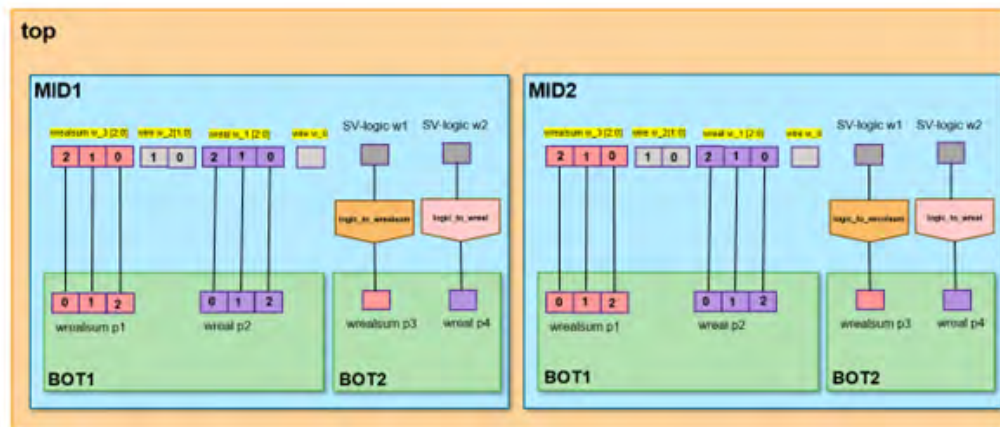 top
MID1
wrealsum w_3 [2:0] wire w_2[1:0] wreal w_1 [2:0] wire w_0 SV-logic w1 SV-logic w2
2 1 0 1 0 2 1 0
logic_to_wrealsum logic_to_wreal
0 1 2 0 1 2
wrealsum p1 wreal p2 wrealsum p3 wreal p4
BOT1 BOT2
MID2
wrealsum w_3 [2:0] wire w_2[1:0] wreal w_1 [2:0] wire w_0 SV-logic w1 SV-logic w2
2 1 0 1 0 2 1 0
logic_to_wrealsum logic_to_wreal
0 1 2 0 1 2
wrealsum p1 wreal p2 wrealsum p3 wreal p4
BOT1 BOT2